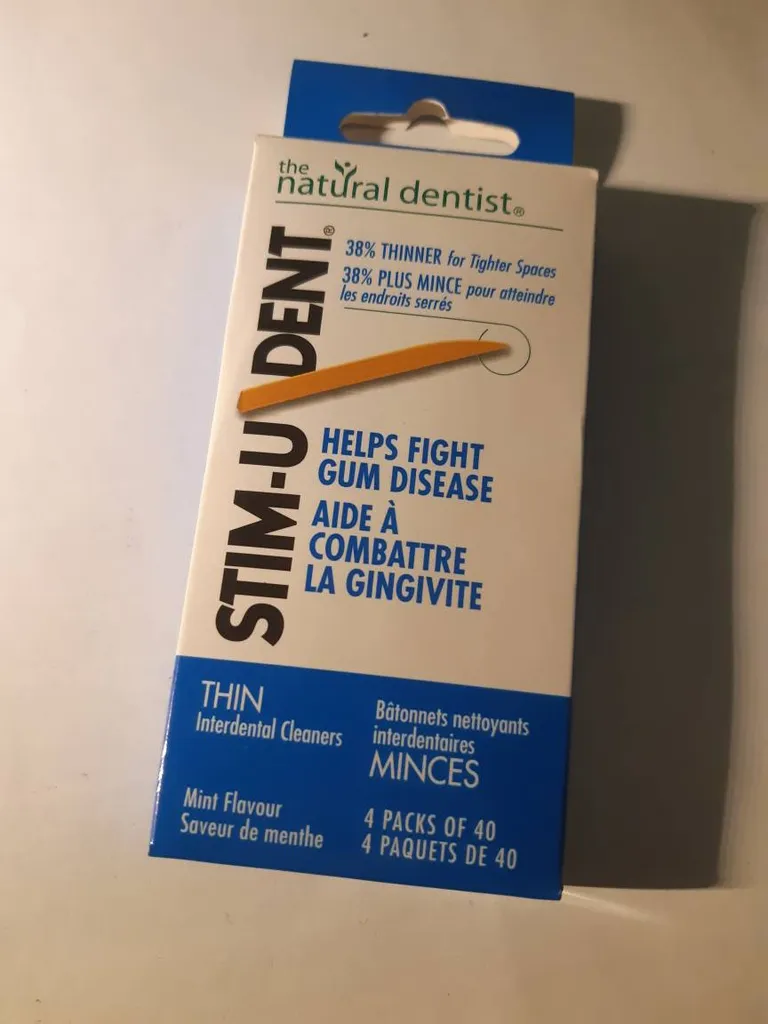 the
natural dentist®
STIM-U DENT®
38% THINNER for Tighter Spaces
38% PLUS MINCE pour atteindre
les endroits serrés
HELPS FIGHT
GUM DISEASE
AIDE À
COMBATTRE
LA GINGIVITE
THIN
Interdental Cleaners
Bâtonnets nettoyants
interdentaires
MINCES
Mint Flavour
Saveur de menthe
4 PACKS OF 40
4 PAQUETS DE 40